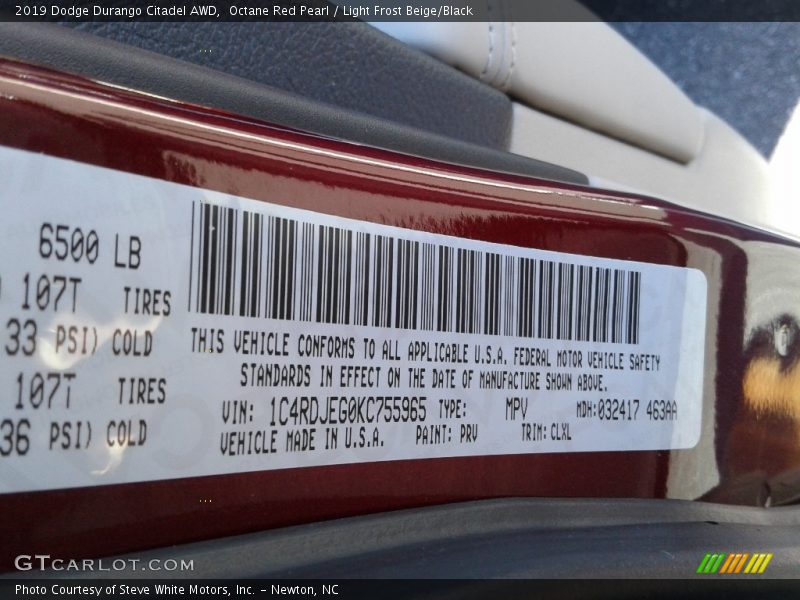 2019 Dodge Durango Citadel AWD,  Octane Red Pearl / Light Frost Beige/Black
6500 LB
107T TIRES
33 PSI) COLD
107T TIRES
36 PSI) COLD
THIS VEHICLE CONFORMS TO ALL APPLICABLE U.S.A. FEDERAL MOTOR VEHICLE SAFETY
STANDARDS IN EFFECT ON THE DATE OF MANUFACTURE SHOWN ABOVE.
VIN: 1C4RDJEG0KC755965 TYPE: MPV MDH:032417 463AA
VEHICLE MADE IN U.S.A. PAINT: PRV TRIM: CLXL
GTCARLOT.COM
Photo Courtesy of Steve White Motors, Inc. – Newton, NC